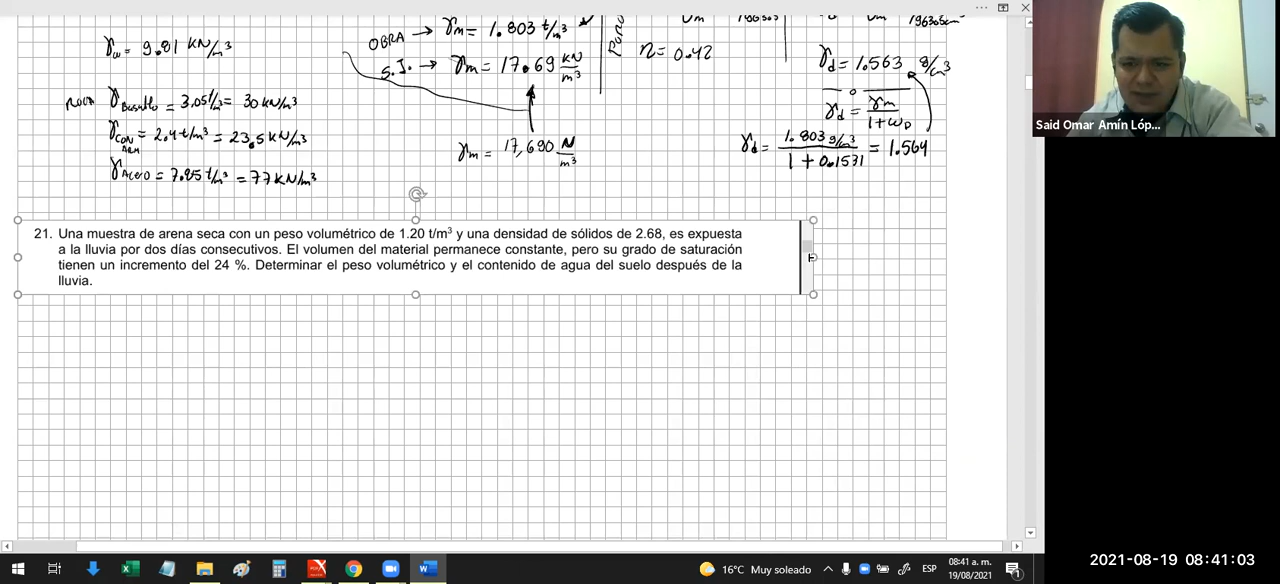 γm = 1.803 t/m³
OBRA →
γw = 9.81 KN/m³
S.I. → γm = 17.69 KN/m³
n = 0.42
γd = 1.563 g/cm³
γBasalto = 3.05 t/m³ = 30 KN/m³
γd = γm / 1+ωD
γCON = 2.4 t/m³ = 23.5 KN/m³
γm = 17,690 N/m³
γd = 1.803 g/cm³ / 1 + 0.1531 = 1.564
γAcero = 7.85 t/m³ = 77 KN/m³
21. Una muestra de arena seca con un peso volumétrico de 1.20 t/m³ y una densidad de sólidos de 2.68, es expuesta
a la lluvia por dos días consecutivos. El volumen del material permanece constante, pero su grado de saturación
tienen un incremento del 24 %. Determinar el peso volumétrico y el contenido de agua del suelo después de la
lluvia.
Said Omar Amín Lóp...
16°C Muy soleado
ESP
08:41 a. m.
19/08/2021
2021-08-19 08:41:03